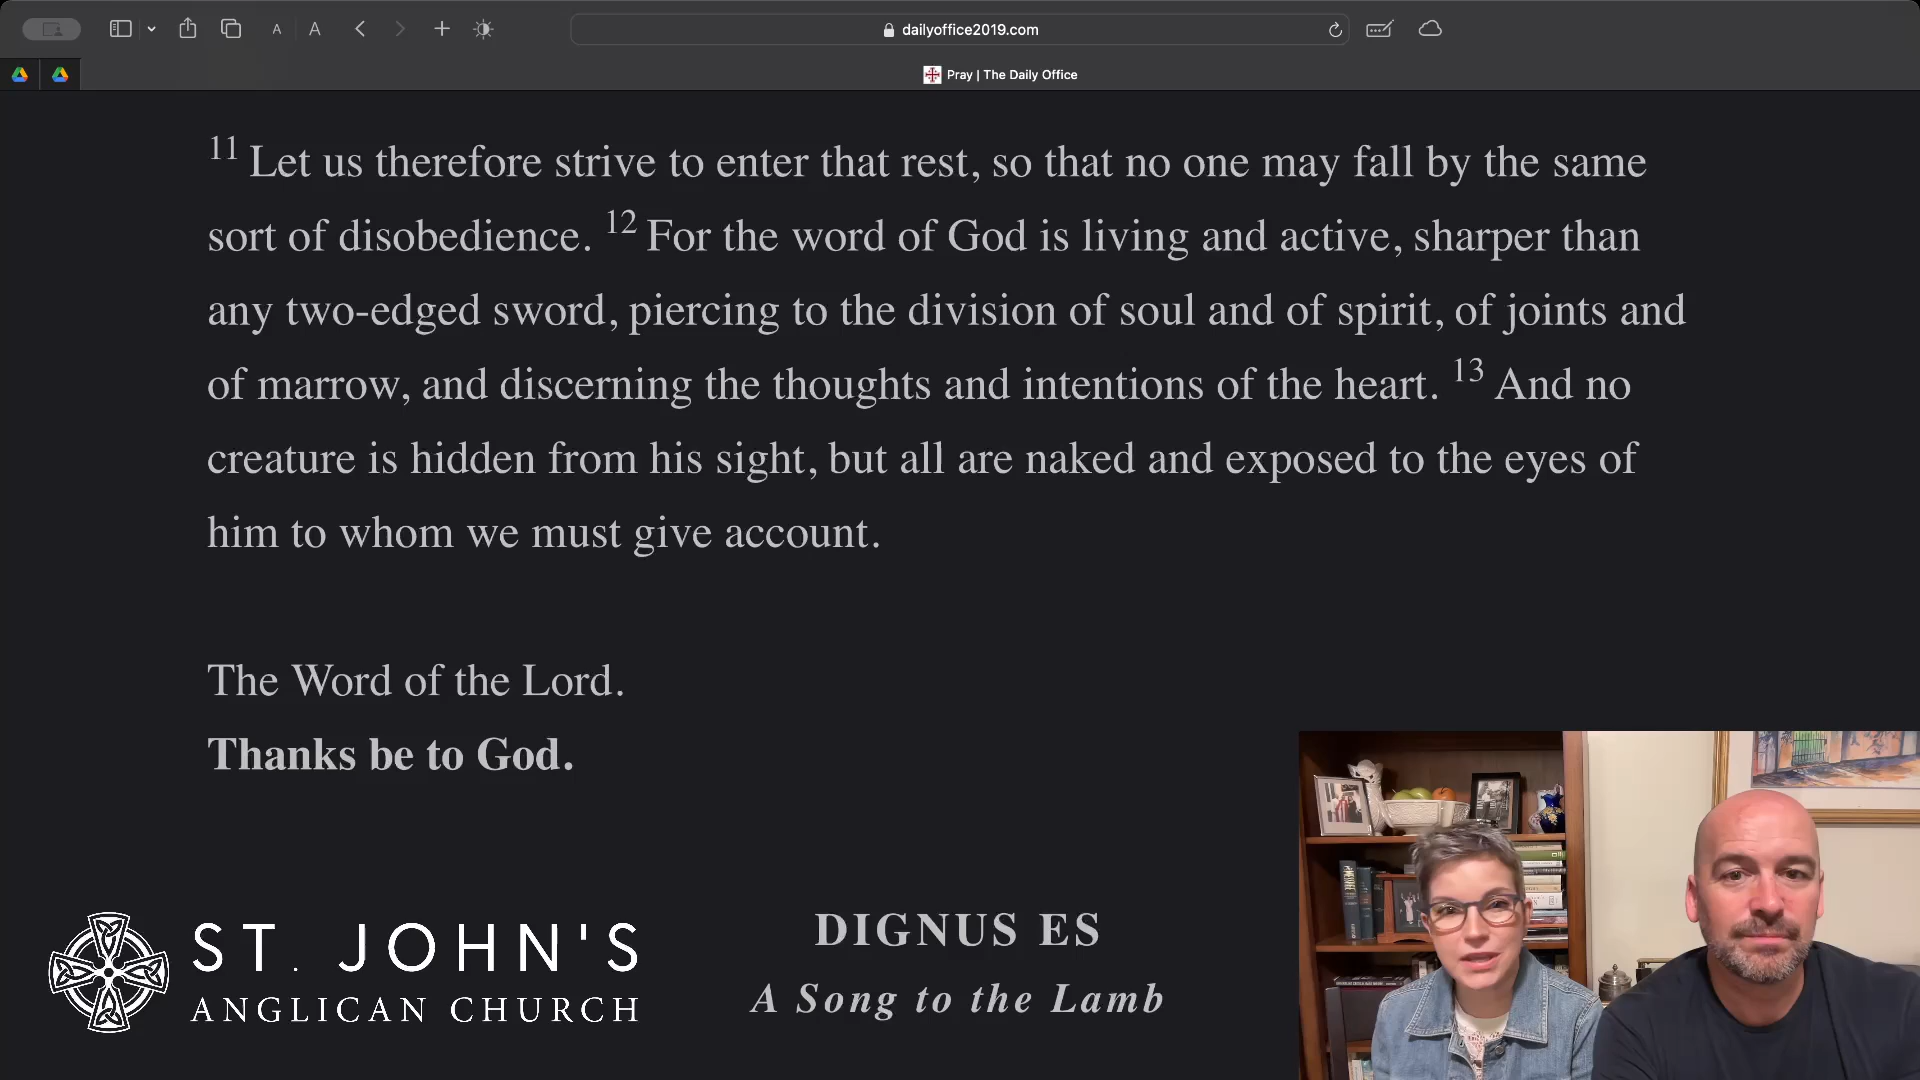 A A
dailyoffice2019.com
Pray | The Daily Office
11 Let us therefore strive to enter that rest, so that no one may fall by the same
sort of disobedience. 12 For the word of God is living and active, sharper than
any two-edged sword, piercing to the division of soul and of spirit, of joints and
of marrow, and discerning the thoughts and intentions of the heart. 13 And no
creature is hidden from his sight, but all are naked and exposed to the eyes of
him to whom we must give account.
The Word of the Lord.
Thanks be to God.
ST. JOHN'S
ANGLICAN CHURCH
DIGNUS ES
A Song to the Lamb